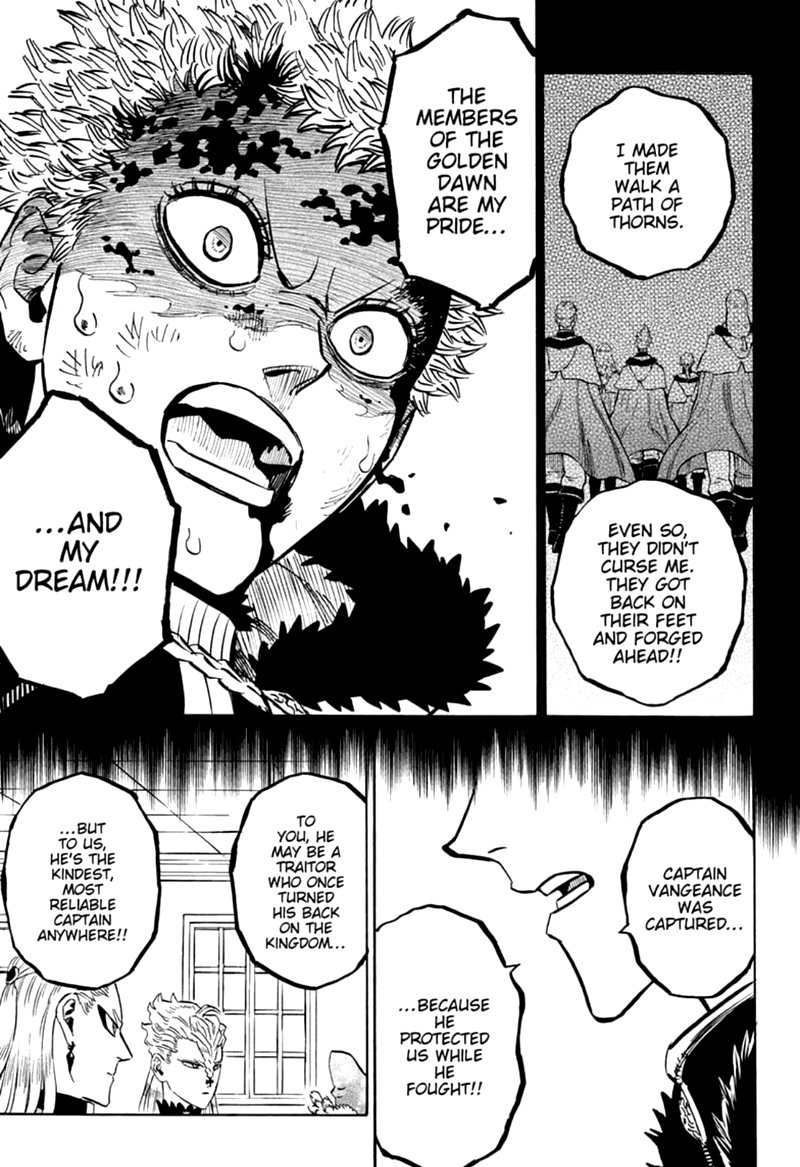 I MADE
THEM
WALK A
PATH OF
THORNS.
EVEN SO,
THEY DIDN'T
CURSE ME.
THEY GOT
BACK ON
THEIR FEET
AND FORGED
AHEAD!!
THE
MEMBERS
OF THE
GOLDEN
DAWN
ARE MY
PRIDE...
...AND
MY
DREAM!!!
CAPTAIN
VANGEANCE
WAS
CAPTURED...
...BECAUSE
HE
PROTECTED
US WHILE
HE
FOUGHT!!
TO
YOU, HE
MAY BE A
TRAITOR
WHO ONCE
TURNED
HIS BACK
ON THE
KINGDOM...
...BUT
TO US,
HE'S THE
KINDEST,
MOST
RELIABLE
CAPTAIN
ANYWHERE!!